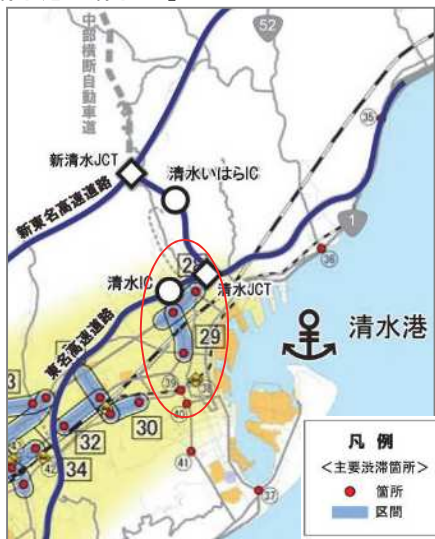 52
中部横断自動車道
35
新清水JCT
清水いはらIC
新東名高速道路
1
36
2
清水IC
清水JCT
清水港
東名高速道路
29
3
39
32
30
40
34
42
41
37
凡 例
＜主要渋滞箇所＞
箇所
区間